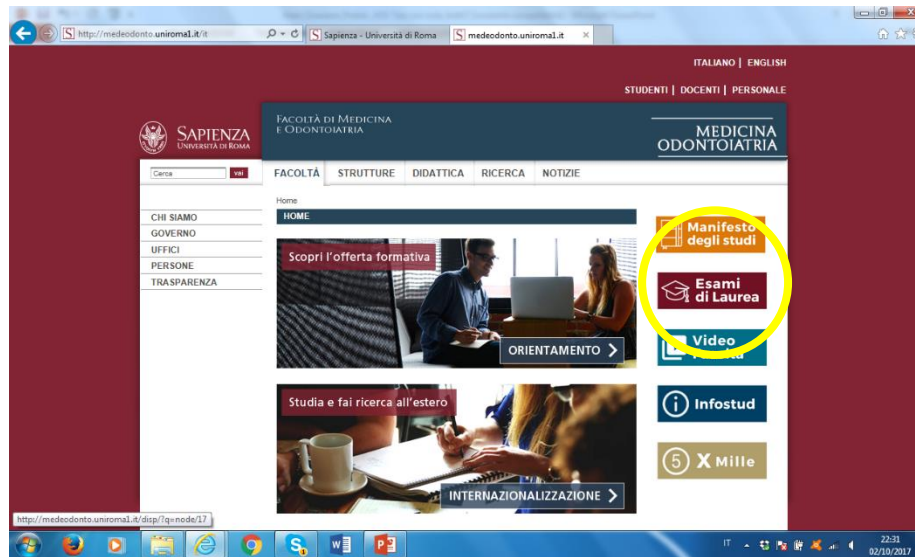 http://medeodonto.uniroma1.it/it
Sapienza - Università di Roma
medeodonto.uniroma1.it
ITALIANO | ENGLISH
STUDENTI | DOCENTI | PERSONALE
SAPIENZA
UNIVERSITÀ DI ROMA
FACOLTÀ DI MEDICINA
E ODONTOIATRIA
MEDICINA
ODONTOIATRIA
Cerca vai
FACOLTÀ STRUTTURE DIDATTICA RICERCA NOTIZIE
CHI SIAMO
GOVERNO
UFFICI
PERSONE
TRASPARENZA
Home
HOME
Scopri l'offerta formativa
ORIENTAMENTO
Studia e fai ricerca all'estero
INTERNAZIONALIZZAZIONE
Manifesto
degli studi
Esami
di Laurea
Video
Infostud
5 X Mille
http://medeodonto.uniroma1.it/disp/?q=node/17
IT
22:31
02/10/2017